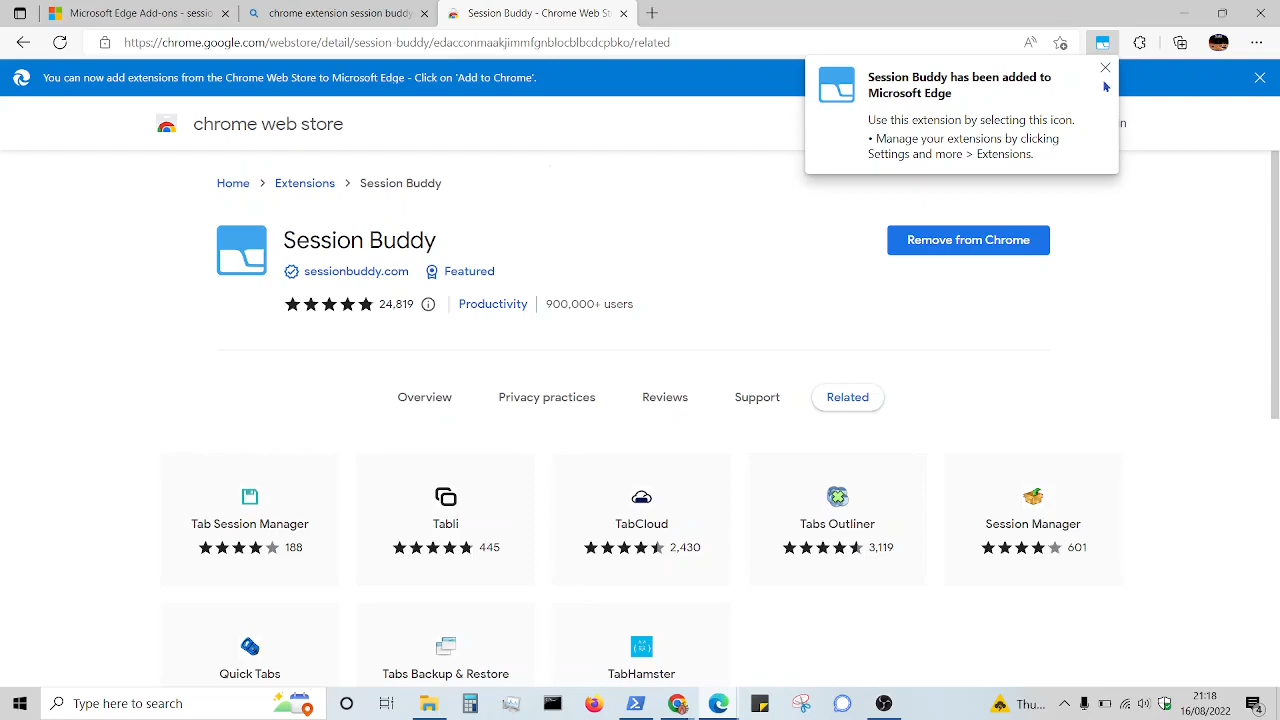 Microsoft Edge Add-ons - sessio
chrome extension session buddy
Session Buddy - Chrome Web St
https://chrome.google.com/webstore/detail/session-buddy/edacconmaakjimmfgnblocblbcdcpbko/related
You can now add extensions from the Chrome Web Store to Microsoft Edge - Click on 'Add to Chrome'.
Session Buddy has been added to
Microsoft Edge
Use this extension by selecting this icon.
• Manage your extensions by clicking
Settings and more > Extensions.
chrome web store
Home > Extensions > Session Buddy
Session Buddy
Remove from Chrome
sessionbuddy.com Featured
24,819 Productivity 900,000+ users
Overview Privacy practices Reviews Support Related
Tab Session Manager
188
Tabli
445
TabCloud
2,430
Tabs Outliner
3,119
Session Manager
601
Quick Tabs
Tabs Backup & Restore
TabHamster
Type here to search
Thu...
21:18
16/08/2022
4